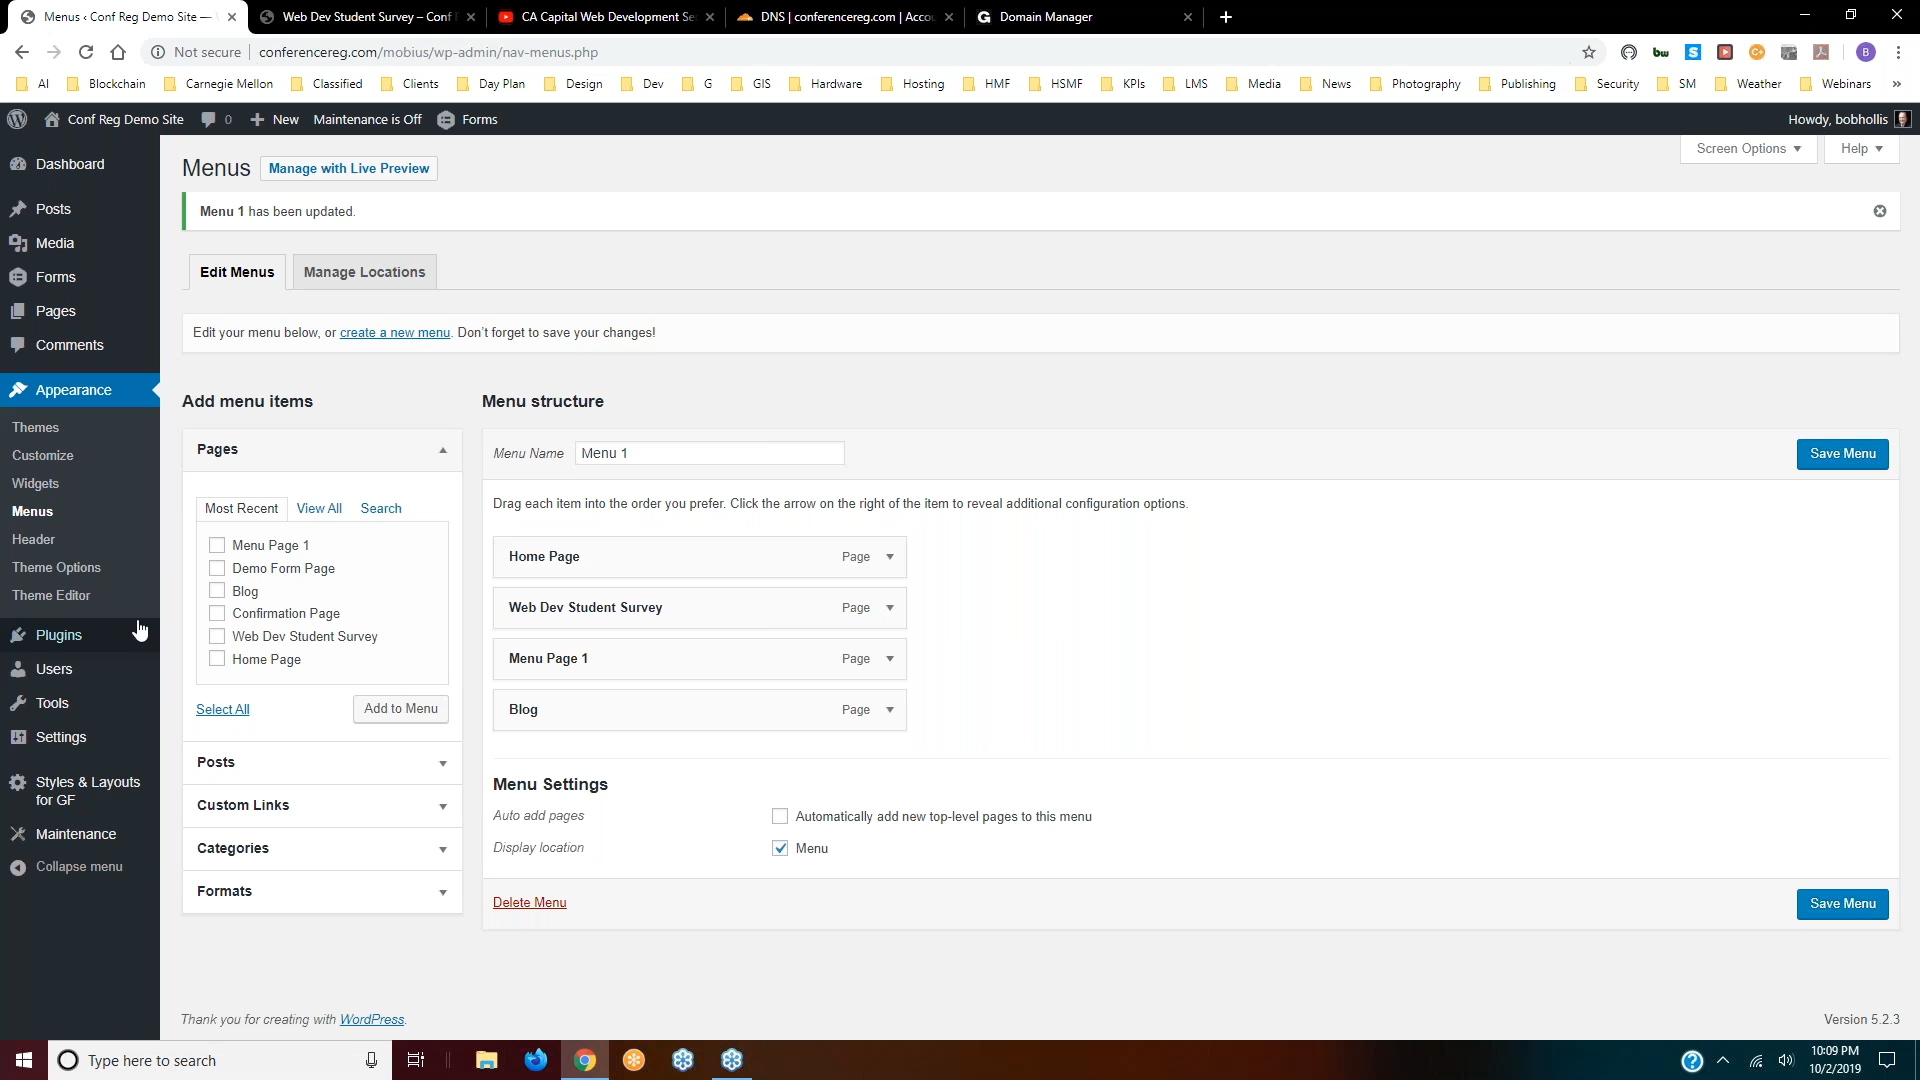 Menus ‹ Conf Reg Demo Site —
Web Dev Student Survey – Conf
CA Capital Web Development Se
DNS | conferencereg.com | Accou
Domain Manager
Not secure
conferencereg.com/mobius/wp-admin/nav-menus.php
AI
Blockchain
Carnegie Mellon
Classified
Clients
Day Plan
Design
Dev
G
GIS
Hardware
Hosting
HMF
HSMF
KPIs
LMS
Media
News
Photography
Publishing
Security
SM
Weather
Webinars
»
Conf Reg Demo Site
0
New
Maintenance is Off
Forms
Howdy, bobhollis
Dashboard
Posts
Media
Forms
Pages
Comments
Appearance
Themes
Customize
Widgets
Menus
Header
Theme Options
Theme Editor
Plugins
Users
Tools
Settings
Styles & Layouts
for GF
Maintenance
Collapse menu
Menus
Manage with Live Preview
Screen Options
Help
Menu 1 has been updated.
Edit Menus
Manage Locations
Edit your menu below, or create a new menu. Don’t forget to save your changes!
Add menu items
Pages
Most Recent
View All
Search
Menu Page 1
Demo Form Page
Blog
Confirmation Page
Web Dev Student Survey
Home Page
Select All
Add to Menu
Posts
Custom Links
Categories
Formats
Menu structure
Menu Name
Menu 1
Save Menu
Drag each item into the order you prefer. Click the arrow on the right of the item to reveal additional configuration options.
Home Page
Page
Web Dev Student Survey
Page
Menu Page 1
Page
Blog
Page
Menu Settings
Auto add pages
Automatically add new top-level pages to this menu
Display location
Menu
Delete Menu
Save Menu
Thank you for creating with WordPress.
Version 5.2.3
Type here to search
10:09 PM
10/2/2019